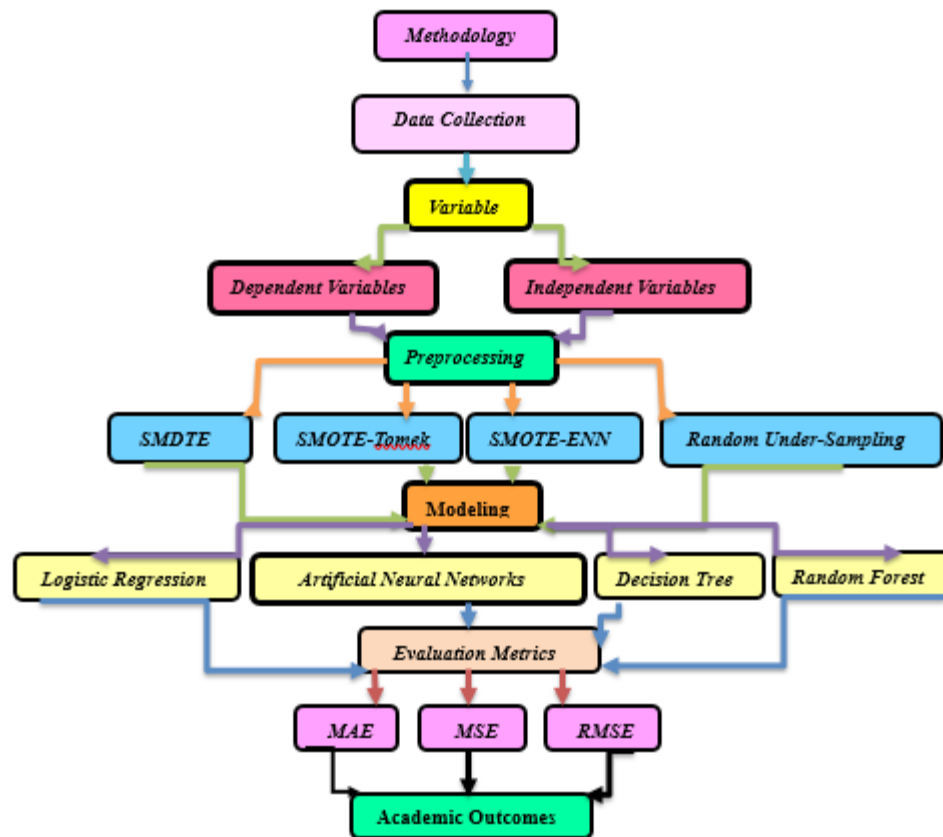 Methodology
Data Collection
Variable
Dependent Variables
Independent Variables
Preprocessing
SMDTE
SMOTE-Tomek
SMOTE-ENN
Random Under-Sampling
Modeling
Logistic Regression
Artificial Neural Networks
Decision Tree
Random Forest
Evaluation Metrics
MAE
MSE
RMSE
Academic Outcomes